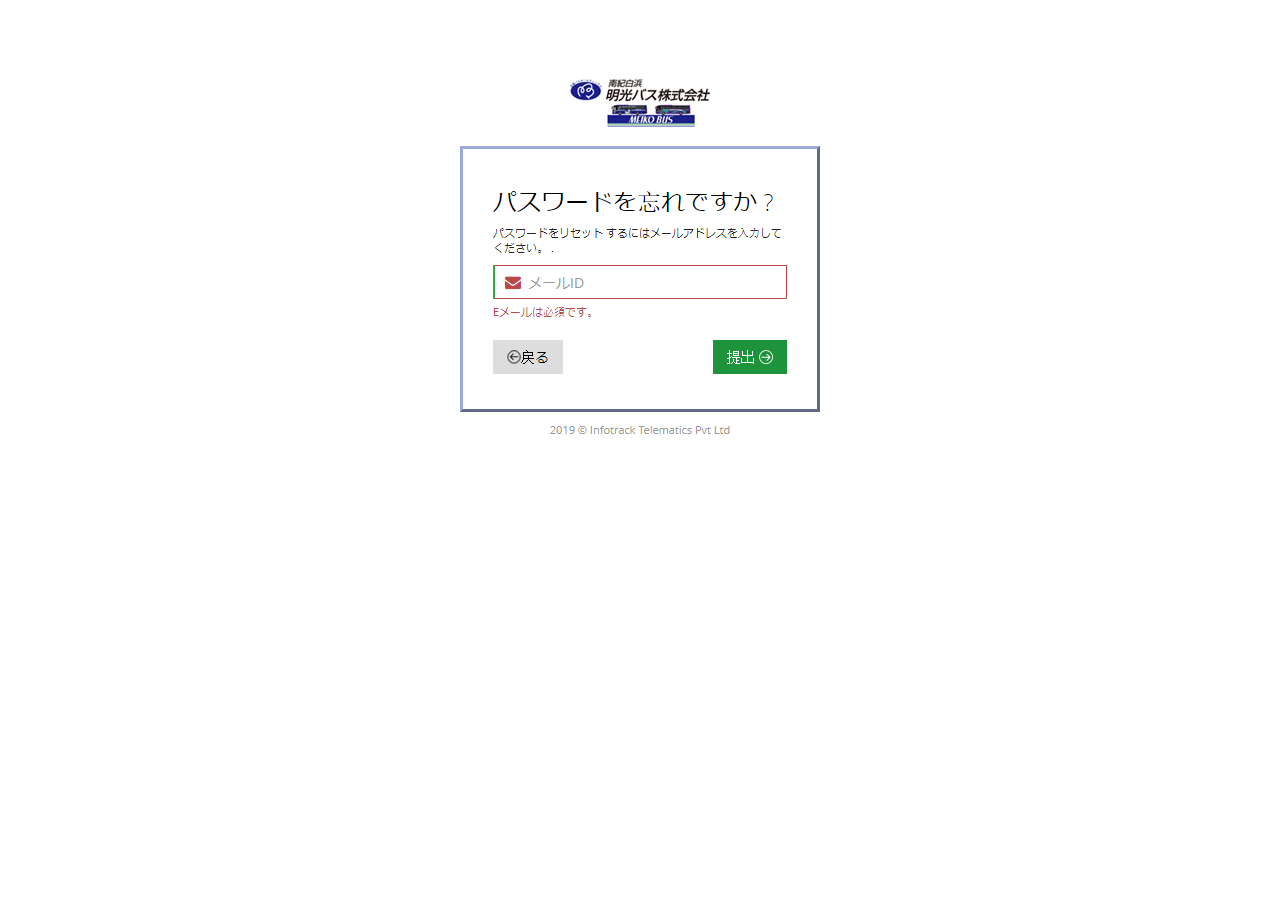 南紀白浜
明光バス株式会社
MEIKO BUS
パスワードを忘れですか ?
パスワードをリセット するにはメールアドレスを入力して
ください。 .
メールID
Eメールは必須です。
戻る
提出
2019 © Infotrack Telematics Pvt Ltd